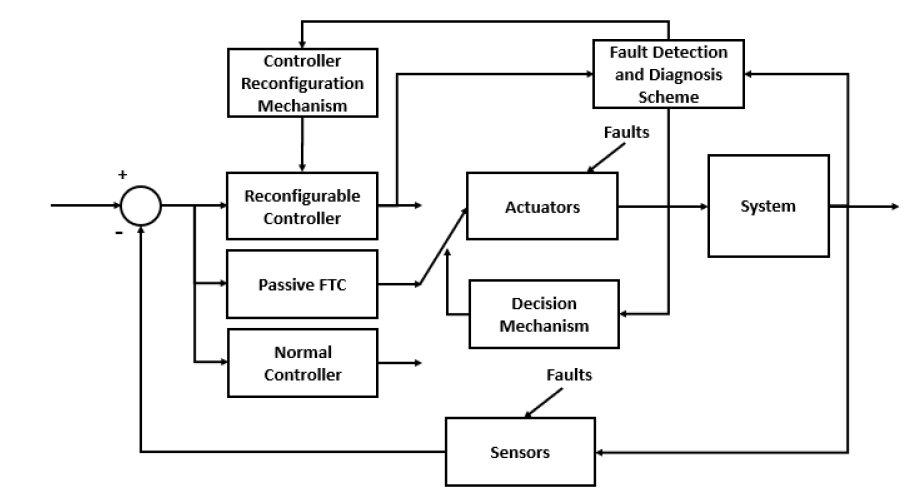 Controller
Reconfiguration
Mechanism
Fault Detection
and Diagnosis
Scheme
Faults
+
-
Reconfigurable
Controller
Actuators
System
Passive FTC
Decision
Mechanism
Normal
Controller
Faults
Sensors